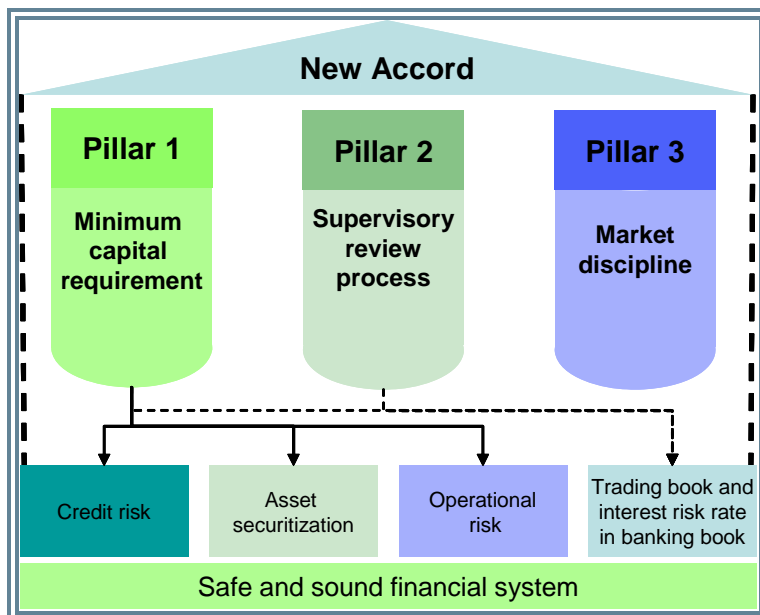 New Accord
Pillar 1
Pillar 2
Pillar 3
Minimum
capital
requirement
Supervisory
review
process
Market
discipline
Credit risk
Asset
securitization
Operational
risk
Trading book and
interest risk rate
in banking book
Safe and sound financial system